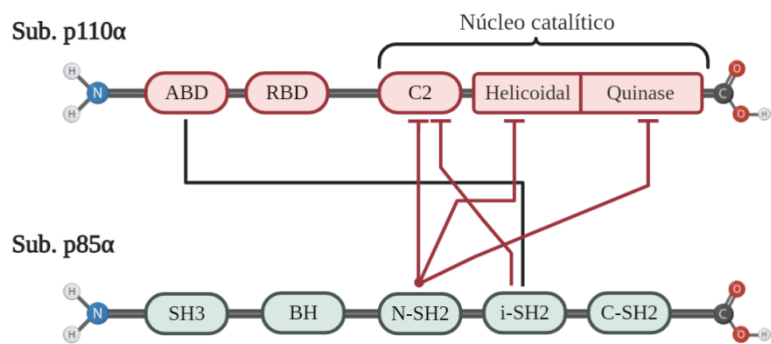 Núcleo catalítico
Sub. p110α
H
N
H
ABD
RBD
C2
Helicoidal
Quinase
C
O
O
H
Sub. p85α
H
N
H
SH3
BH
N-SH2
i-SH2
C-SH2
C
O
O
H